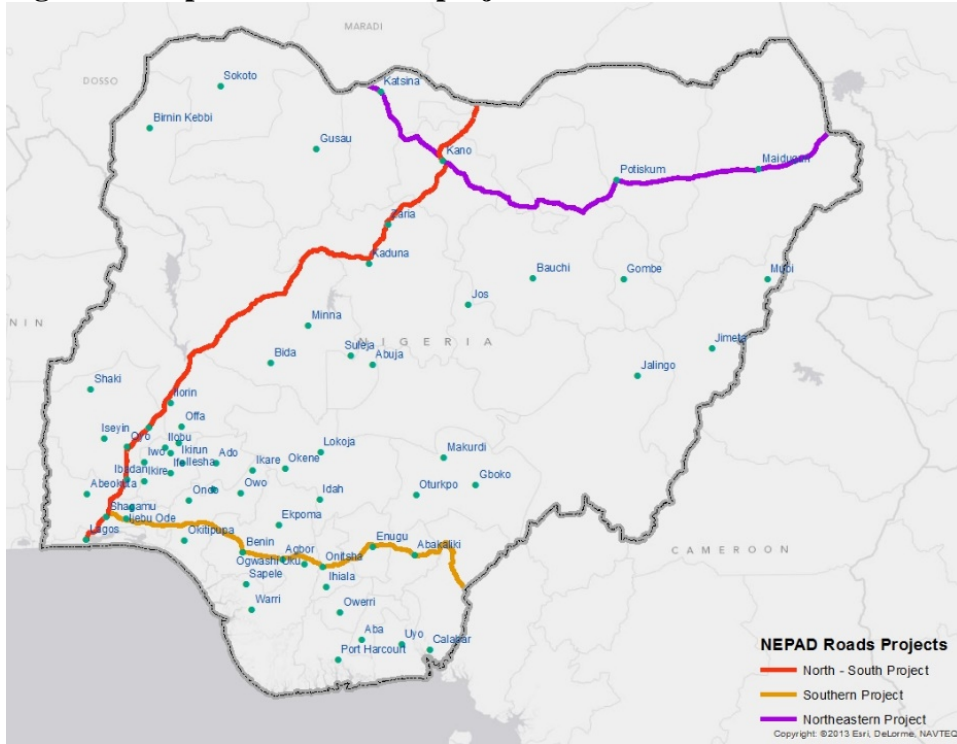 MARADI
DOSSO
Sokoto
Katsina
Birnin Kebbi
Gusau
Kano
Potiskum
Maiduguri
Zaria
Kaduna
Bauchi
Gombe
Mubi
Jos
Minna
NIN
NIGERIA
Suleja
Abuja
Bida
Jimeta
Jalingo
Shaki
Ilorin
Offa
Iseyin
Oyo
Ilobu
Ikirun
Iwo
Ife
Ilesha
Ado
Ikare
Okene
Lokoja
Makurdi
Ibadan
Ikire
Gboko
Abeokuta
Ondo
Owo
Idah
Oturkpo
Shagamu
Ijebu Ode
Lagos
Okitipupa
Ekpoma
Benin
Agbor
Ogwashi-Uku
Onitsha
Enugu
Abakaliki
CAMEROON
Sapele
Ihiala
Warri
Owerri
Aba
Uyo
Calabar
Port Harcourt
NEPAD Roads Projects
North - South Project
Southern Project
Northeastern Project
Copyright: ©2013 Esri, DeLorme, NAVTEQ